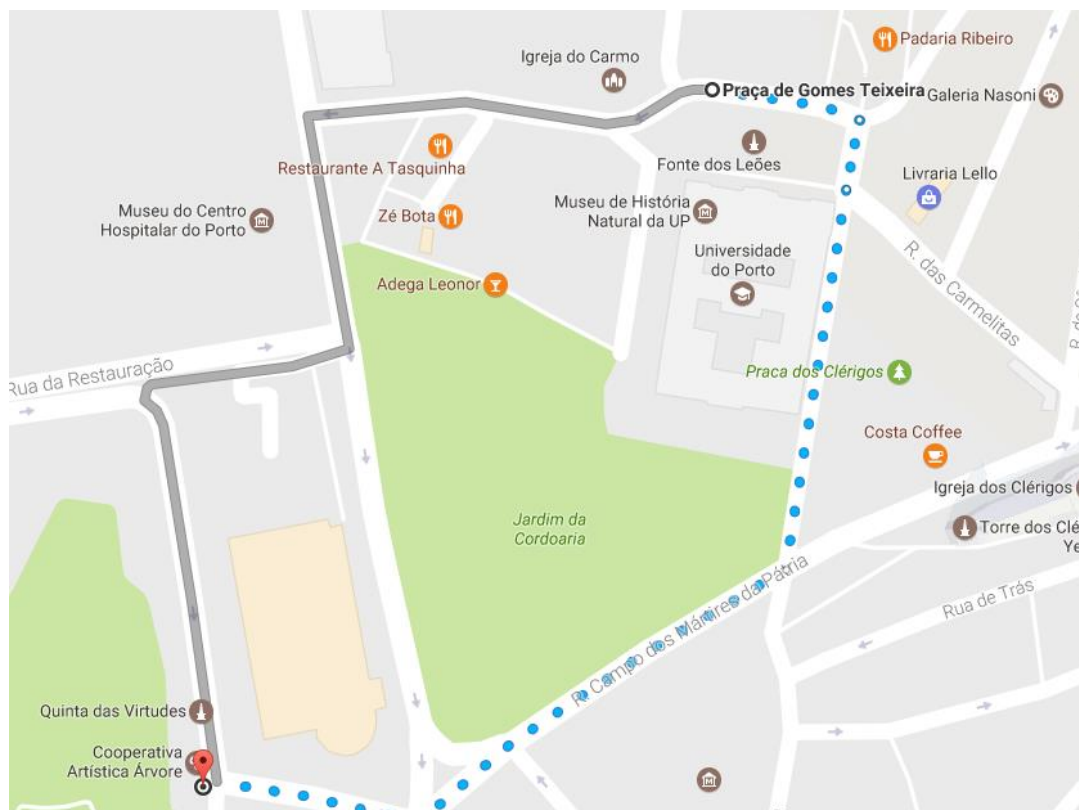 Padaria Ribeiro
Igreja do Carmo
Praça de Gomes Teixeira
Galeria Nasoni
Restaurante A Tasquinha
Fonte dos Leões
Livraria Lello
Museu do Centro
Hospitalar do Porto
Zé Bota
Museu de História
Natural da UP
Universidade
do Porto
Adega Leonor
R. das Carmelitas
Rua da Restauração
Praca dos Clérigos
Costa Coffee
Igreja dos Clérigos
Jardim da
Cordoaria
Torre dos
R. Campo dos Mártires da Pátria
Rua de Trás
Quinta das Virtudes
Cooperativa
Artística Árvore